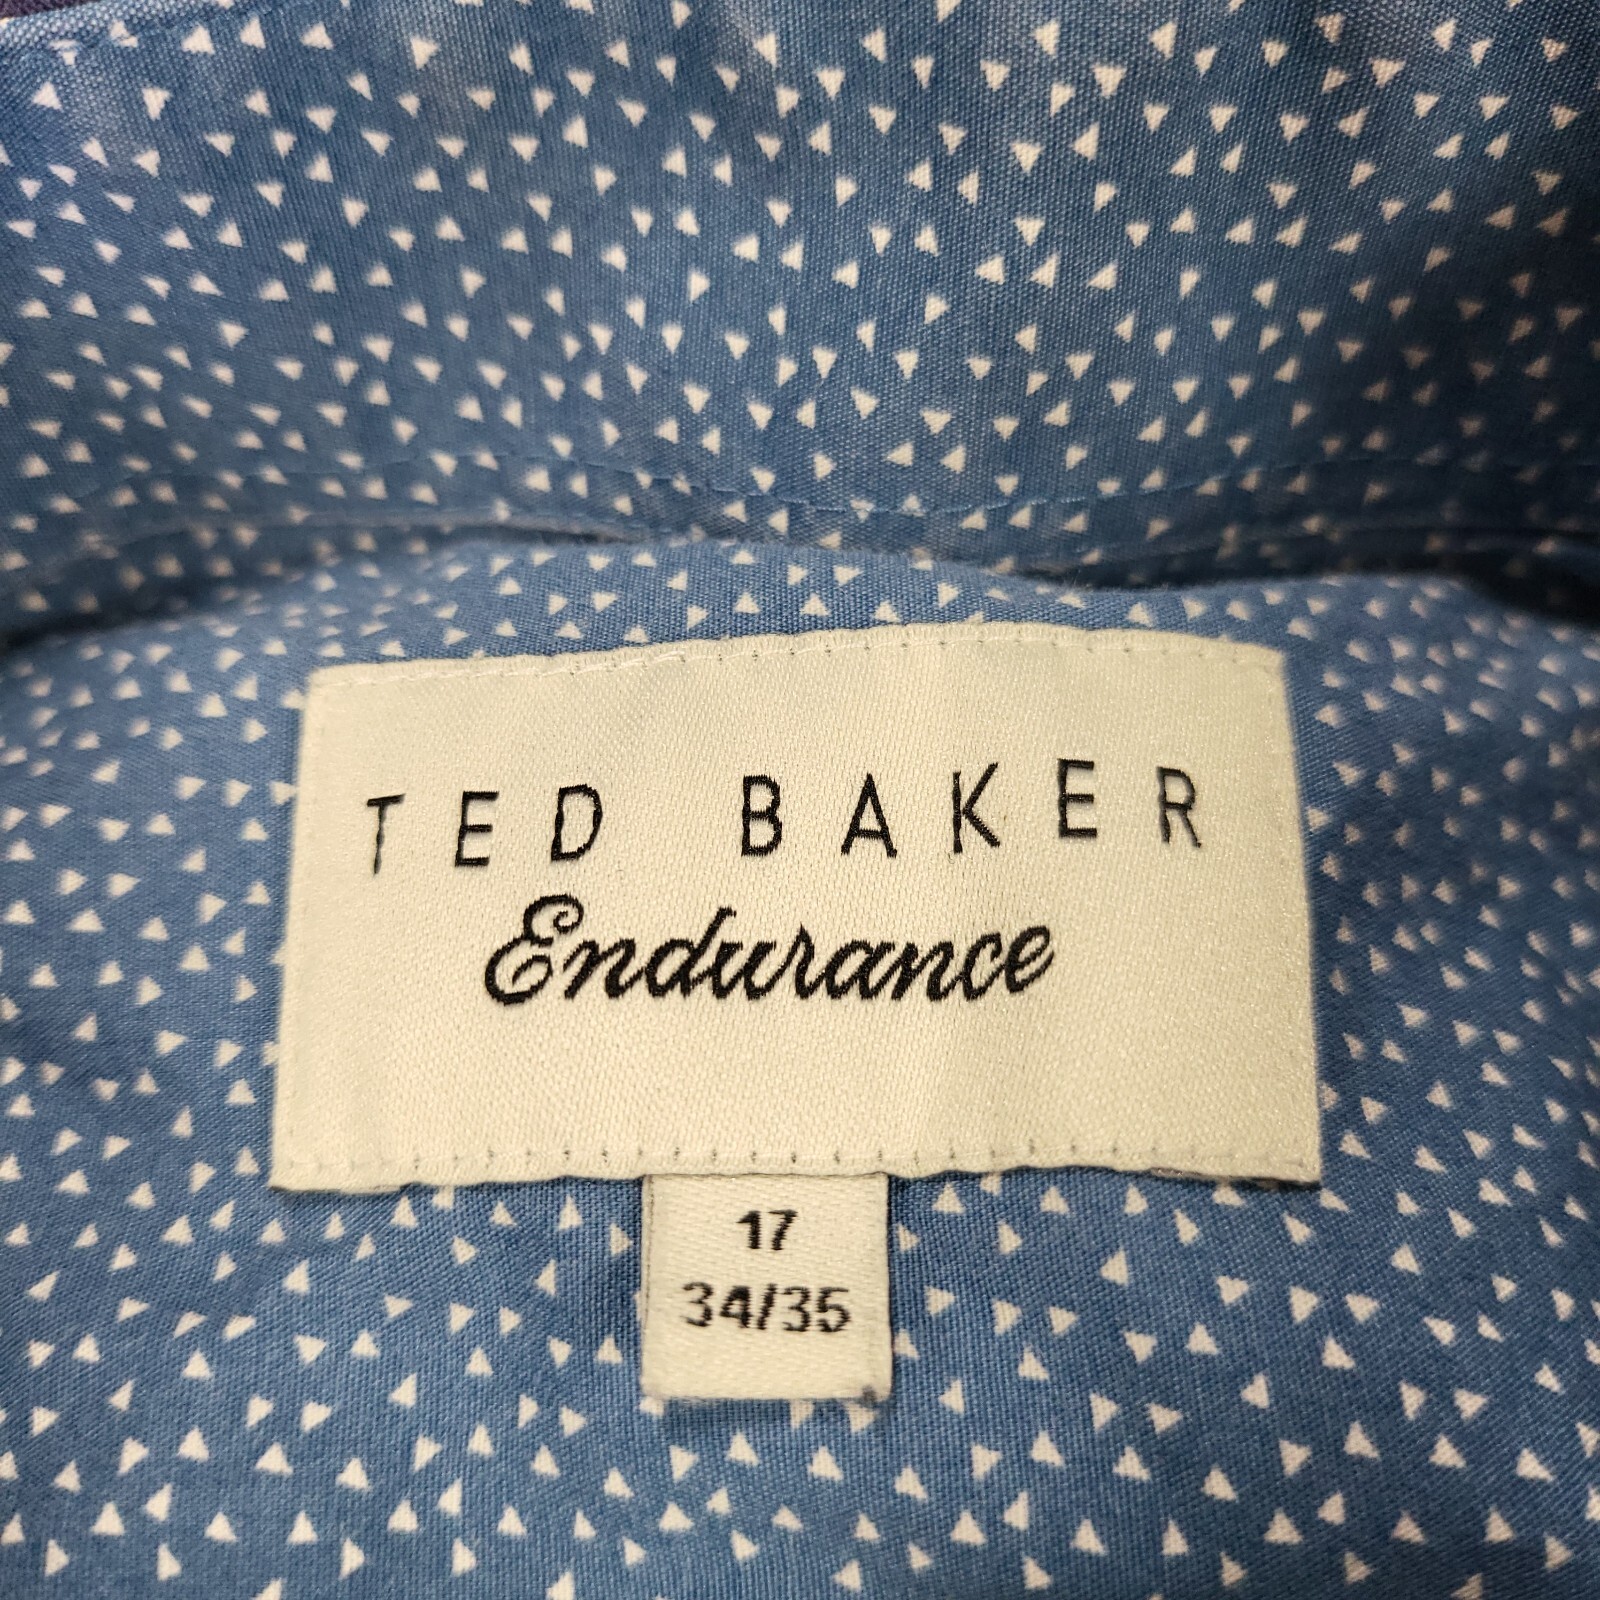 TED BAKER
Endurance
17
34/35